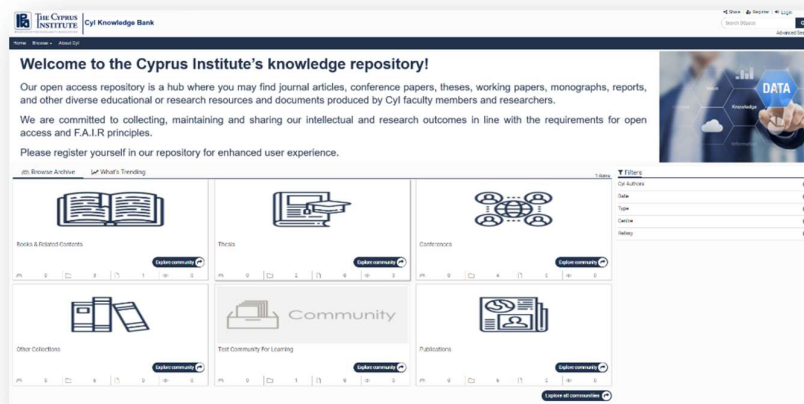 THE CYPRUS
INSTITUTE
CyI Knowledge Bank
Share Register Login
Search DSpace
Advanced Sea
Home Browse About CyI
Welcome to the Cyprus Institute's knowledge repository!
Our open access repository is a hub where you may find journal articles, conference papers, theses, working papers, monographs, reports,
and other diverse educational or research resources and documents produced by CyI faculty members and researchers.
We are committed to collecting, maintaining and sharing our intellectual and research outcomes in line with the requirements for open
access and F.A.I.R principles.
Please register yourself in our repository for enhanced user experience.
DATA
Knowledge
Information
Browse Archive What's Trending
Filters
CyI Authors
Date
Type
Centre
Books & Related Contents
Thesis
Conferences
Explore community
Explore community
Explore community
Community
Other Collections
Test Community For Learning
Publications
Explore community
Explore community
Explore community
Explore all communities